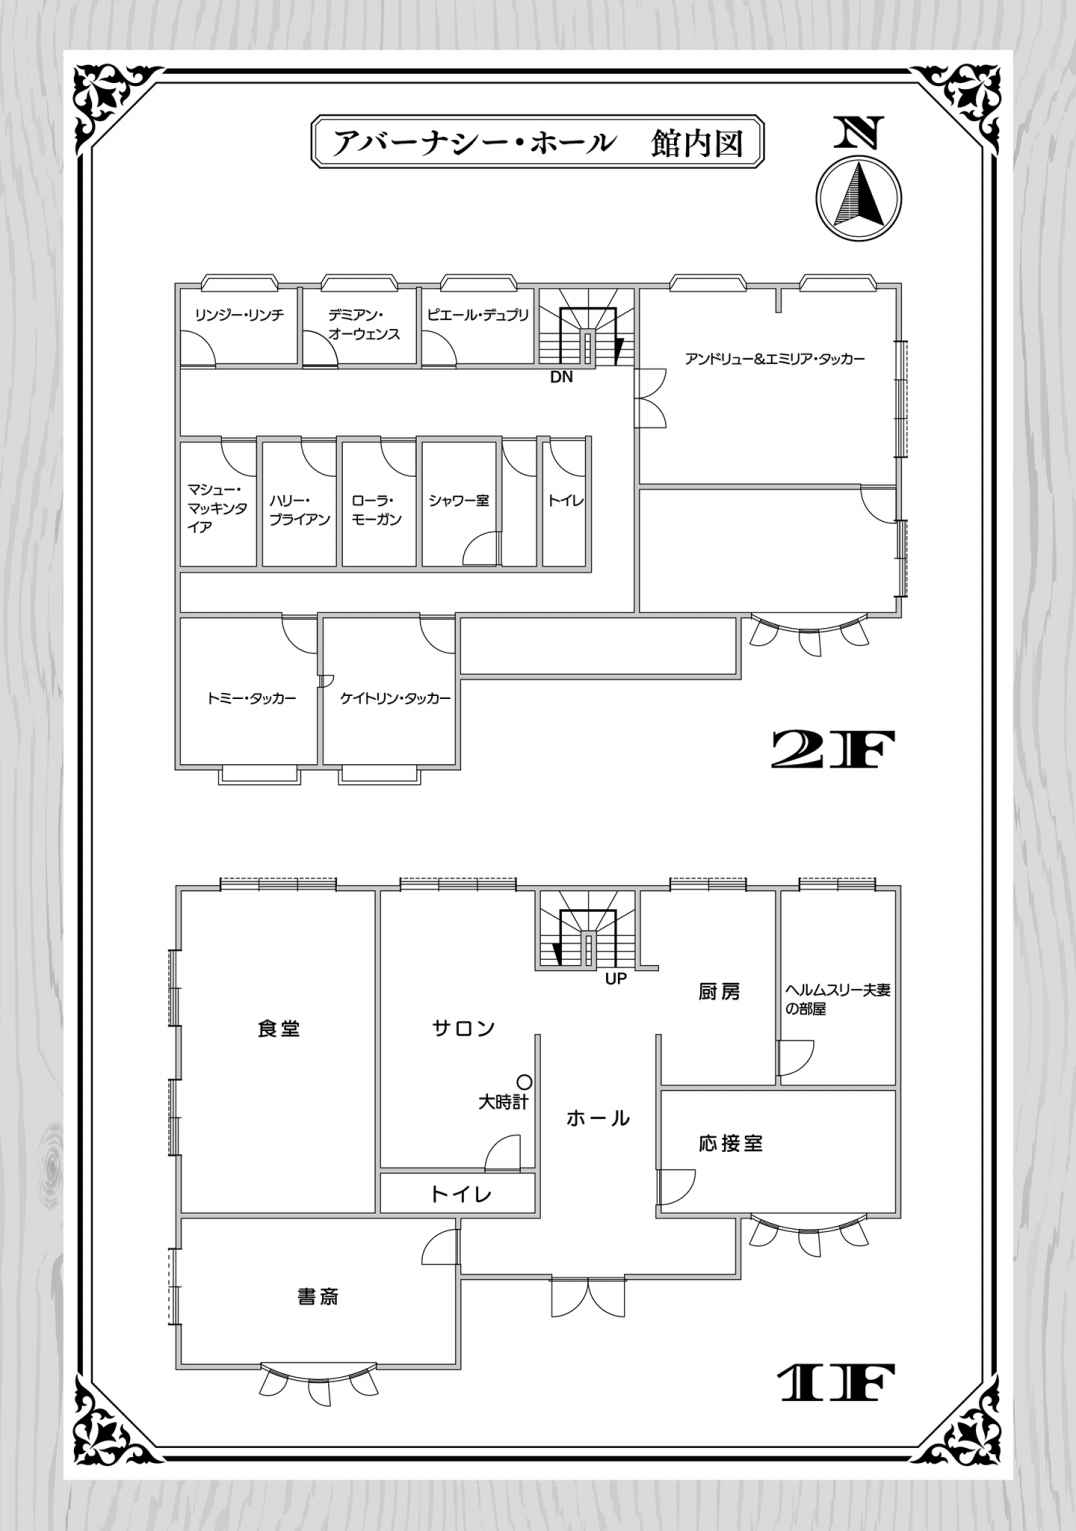 アバーナシー・ホール　館内図
N
リンジー・リンチ
デミアン・
オーウェンス
ピエール・デュプリ
DN
アンドリュー&エミリア・タッカー
マシュー・
マッキンタ
イア
ハリー・
ブライアン
ローラ・
モーガン
シャワー室
トイレ
トミー・タッカー
ケイトリン・タッカー
2F
UP
厨房
ヘルムスリー夫妻
の部屋
食堂
サロン
大時計
ホール
応接室
トイレ
書斎
1F